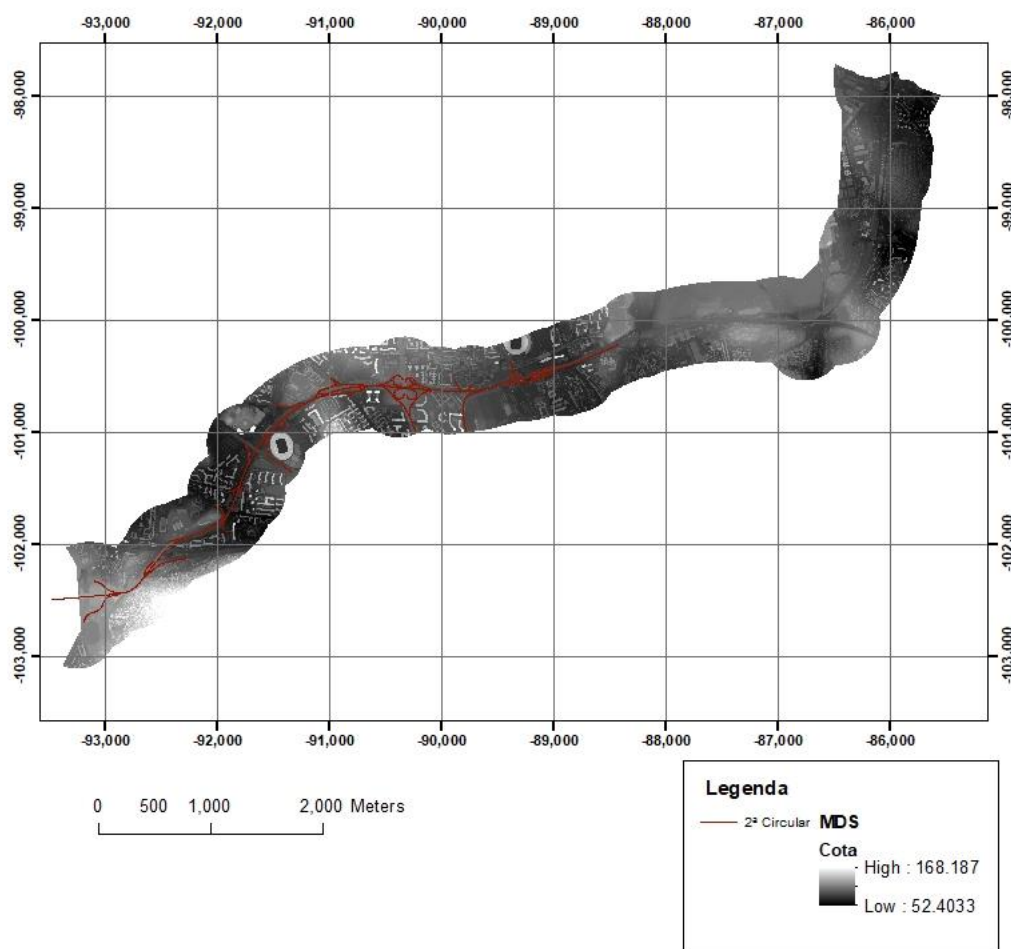 -93,000 -92,000 -91,000 -90,000 -89,000 -88,000 -87,000 -86,000
-98,000 -98,000
-99,000 -99,000
-100,000 -100,000
-101,000 -101,000
-102,000 -102,000
-103,000 -103,000
-93,000 -92,000 -91,000 -90,000 -89,000 -88,000 -87,000 -86,000
0 500 1,000 2,000 Meters
Legenda
2ª Circular MDS
Cota
High : 168.187
Low : 52.4033